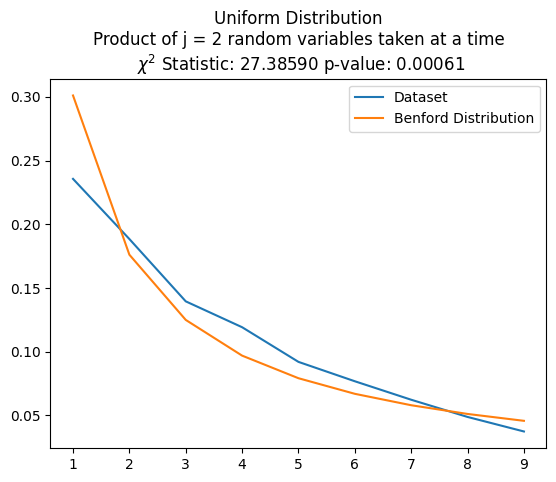 Uniform Distribution
Product of j = 2 random variables taken at a time
χ² Statistic: 27.38590 p-value: 0.00061
Dataset
Benford Distribution
0.30
0.25
0.20
0.15
0.10
0.05
1 2 3 4 5 6 7 8 9